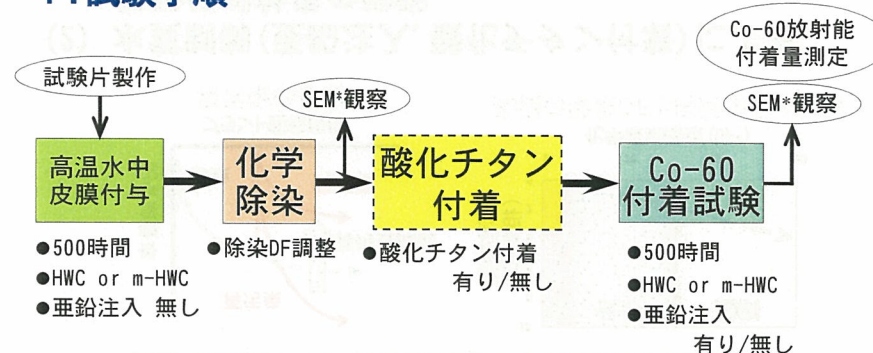 試験手順
試験片製作
高温水中
皮膜付与
●500時間
●HWC or m-HWC
●亜鉛注入 無し
化学
除染
●除染DF調整
SEM*観察
酸化チタン
付着
●酸化チタン付着
有り/無し
Co-60
付着試験
●500時間
●HWC or m-HWC
●亜鉛注入
有り/無し
Co-60放射能
付着量測定
SEM*観察